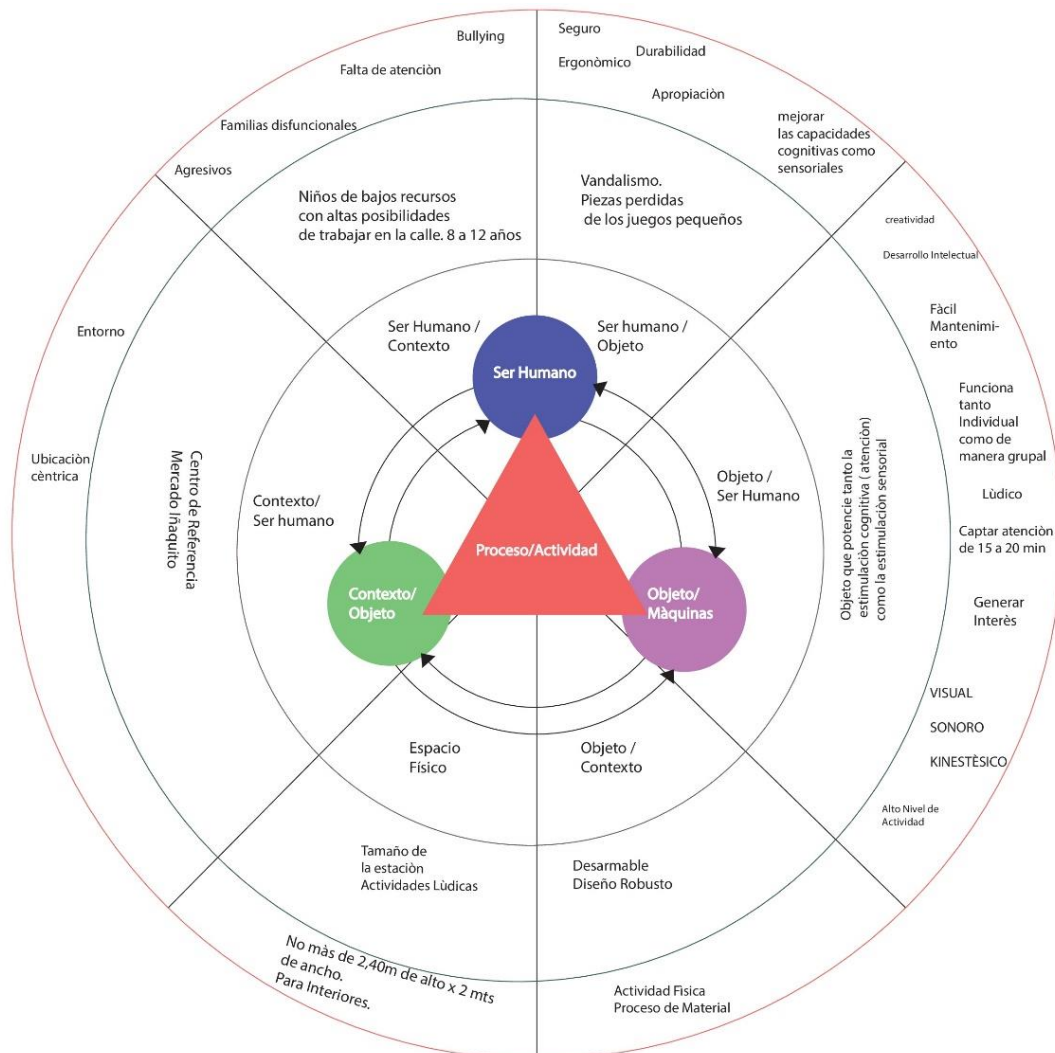 Bullying
Falta de atenciòn
Familias disfuncionales
Agresivos
Seguro
Durabilidad
Ergonòmico
Apropiaciòn
mejorar
las capacidades
cognitivas como
sensoriales
Niños de bajos recursos
con altas posibilidades
de trabajar en la calle. 8 a 12 años
Vandalismo.
Piezas perdidas
de los juegos pequeños
creatividad
Desarrollo Intelectual
Fàcil
Mantenimi-
ento
Funciona
tanto
Individual
como de
manera grupal
Lùdico
Captar atenciòn
de 15 a 20 min
Generar
Interès
VISUAL
SONORO
KINESTÈSICO
Alto Nivel de
Actividad
Entorno
Ubicaciòn
cèntrica
Centro de Referencia
Mercado Iñaquito
Ser Humano /
Contexto
Ser humano /
Objeto
Ser Humano
Contexto/
Ser humano
Objeto /
Ser Humano
Proceso/Actividad
Contexto/
Objeto
Objeto/
Màquinas
Objeto que potencie tanto la
estimulación cognitiva ( atenciòn)
como la estimulaciòn sensorial
Espacio
Físico
Objeto /
Contexto
Tamaño de
la estaciòn
Actividades Lùdicas
Desarmable
Diseño Robusto
No màs de 2,40m de alto x 2 mts
de ancho.
Para Interiores.
Actividad Fìsica
Proceso de Material